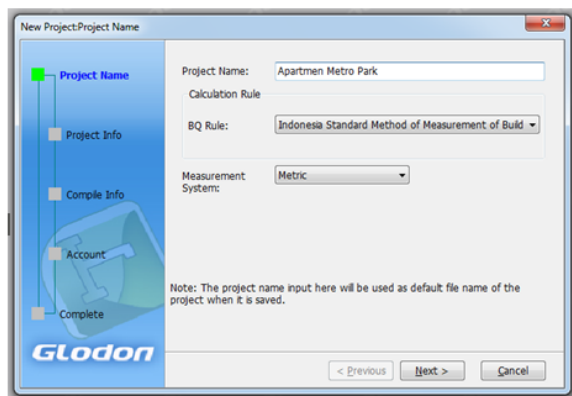 New Project:Project Name
Project Name
Project Info
Compile Info
Account
Complete
GLODON
Project Name:
Apartmen Metro Park
Calculation Rule
BQ Rule:
Indonesia Standard Method of Measurement of Build
Measurement
System:
Metric
Note: The project name input here will be used as default file name of the
project when it is saved.
< Previous
Next >
Cancel